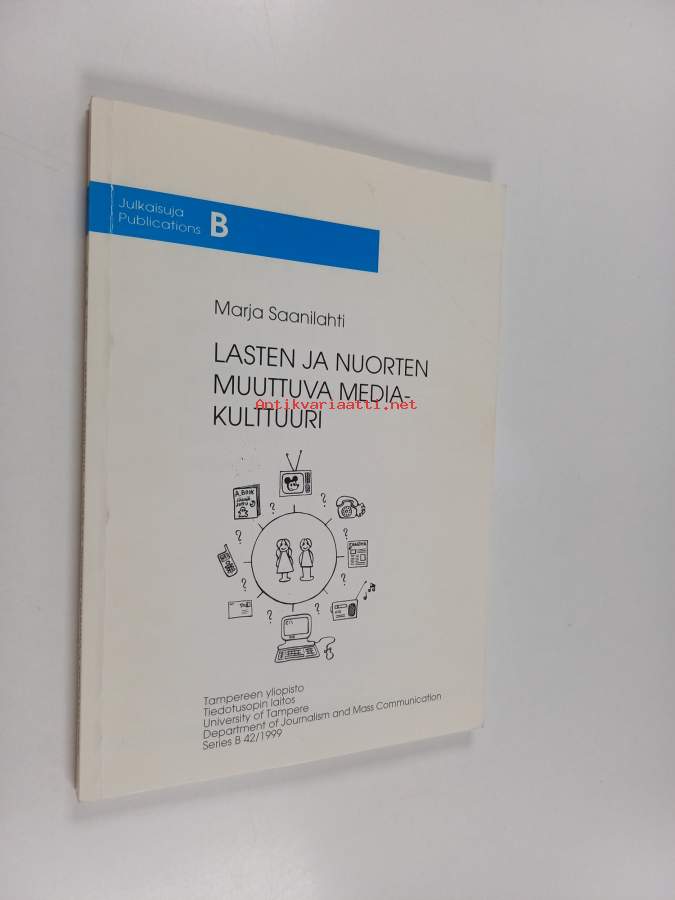 Julkaisuja
Publications B
Marja Saanilahti
LASTEN JA NUORTEN
MUUTTUVA MEDIA-
Antikvariaatti.net
KULTTUURI
A. BOOK
Tampereen yliopisto
Tiedotusopin laitos
University of Tampere
Department of Journalism and Mass Communication
Series B 42/1999